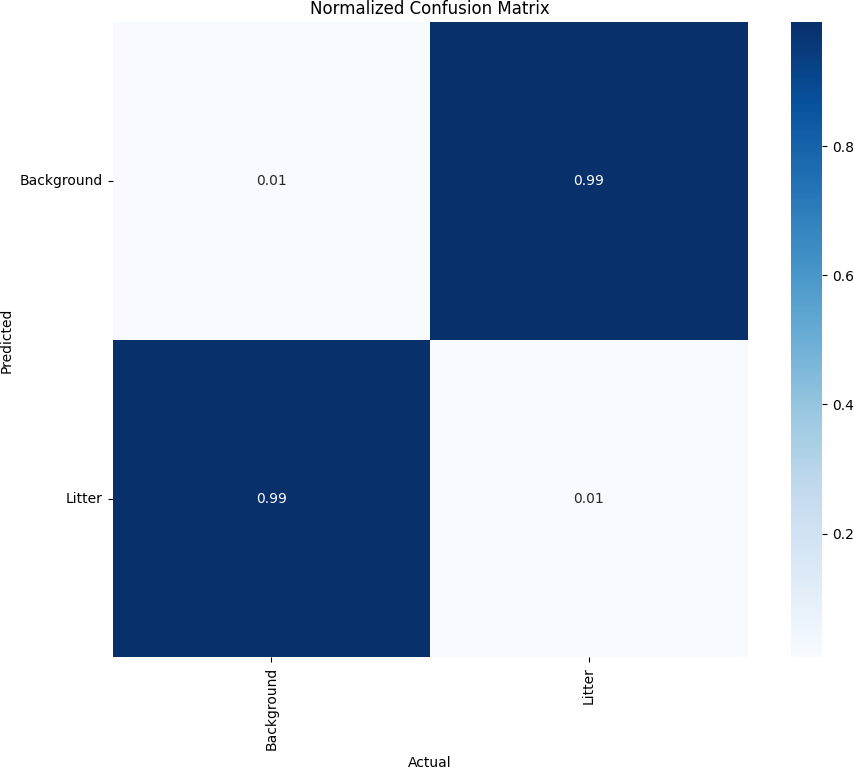 Normalized Confusion Matrix
Background
0.01
0.99
Litter
0.99
0.01
Predicted
Background
Litter
Actual
0.8
0.6
0.4
0.2